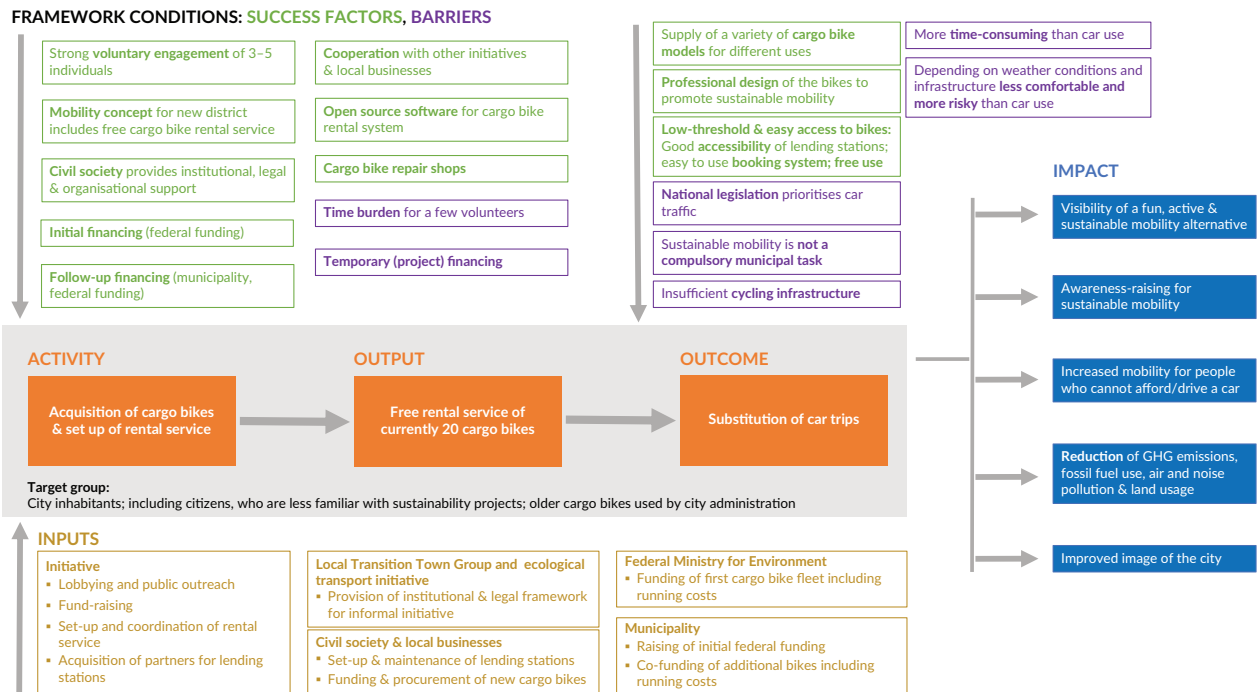 FRAMEWORK CONDITIONS: SUCCESS FACTORS, BARRIERS
Strong voluntary engagement of 3–5
individuals
Mobility concept for new district
includes free cargo bike rental service
Civil society provides institutional, legal
& organisational support
Initial financing (federal funding)
Follow-up financing (municipality,
federal funding)
Cooperation with other initiatives
& local businesses
Open source software for cargo bike
rental system
Cargo bike repair shops
Time burden for a few volunteers
Temporary (project) financing
Supply of a variety of cargo bike
models for different uses
Professional design of the bikes to
promote sustainable mobility
Low-threshold & easy access to bikes:
Good accessibility of lending stations;
easy to use booking system; free use
National legislation prioritises car
traffic
Sustainable mobility is not a
compulsory municipal task
Insufficient cycling infrastructure
More time-consuming than car use
Depending on weather conditions and
infrastructure less comfortable and
more risky than car use
ACTIVITY
Acquisition of cargo bikes
& set up of rental service
OUTPUT
Free rental service of
currently 20 cargo bikes
OUTCOME
Substitution of car trips
Target group:
City inhabitants; including citizens, who are less familiar with sustainability projects; older cargo bikes used by city administration
IMPACT
Visibility of a fun, active &
sustainable mobility alternative
Awareness-raising for
sustainable mobility
Increased mobility for people
who cannot afford/drive a car
Reduction of GHG emissions,
fossil fuel use, air and noise
pollution & land usage
Improved image of the city
INPUTS
Initiative
▪ Lobbying and public outreach
▪ Fund-raising
▪ Set-up and coordination of rental
service
▪ Acquisition of partners for lending
stations
Local Transition Town Group and ecological
transport initiative
▪ Provision of institutional & legal framework
for informal initiative
Civil society & local businesses
▪ Set-up & maintenance of lending stations
▪ Funding & procurement of new cargo bikes
Federal Ministry for Environment
▪ Funding of first cargo bike fleet including
running costs
Municipality
▪ Raising of initial federal funding
▪ Co-funding of additional bikes including
running costs